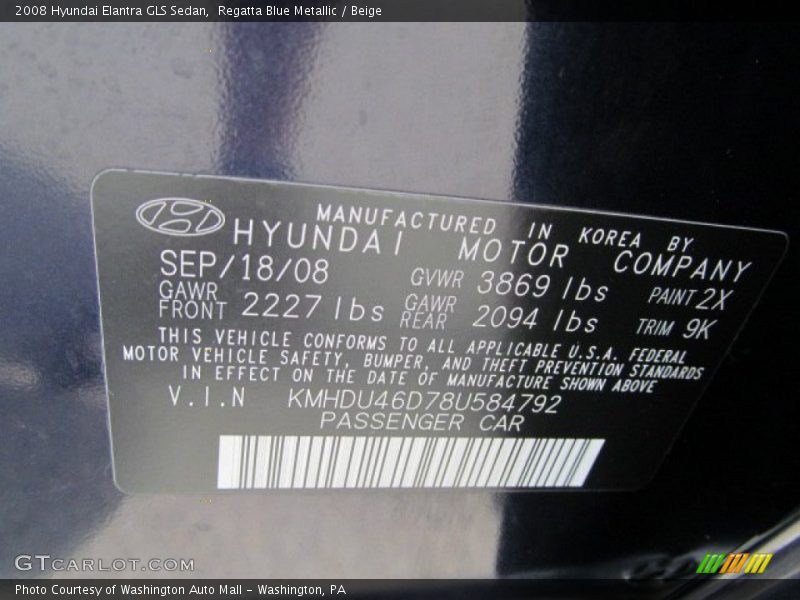 2008 Hyundai Elantra GLS Sedan, Regatta Blue Metallic / Beige
MANUFACTURED IN KOREA BY
HYUNDAI MOTOR COMPANY
SEP/18/08 GVWR 3869 lbs PAINT 2X
GAWR FRONT 2227 lbs GAWR REAR 2094 lbs TRIM 9K
THIS VEHICLE CONFORMS TO ALL APPLICABLE U.S.A. FEDERAL
MOTOR VEHICLE SAFETY, BUMPER, AND THEFT PREVENTION STANDARDS
IN EFFECT ON THE DATE OF MANUFACTURE SHOWN ABOVE
V.I.N KMHDU46D78U584792
PASSENGER CAR
GTCARLOT.COM
Photo Courtesy of Washington Auto Mall - Washington, PA